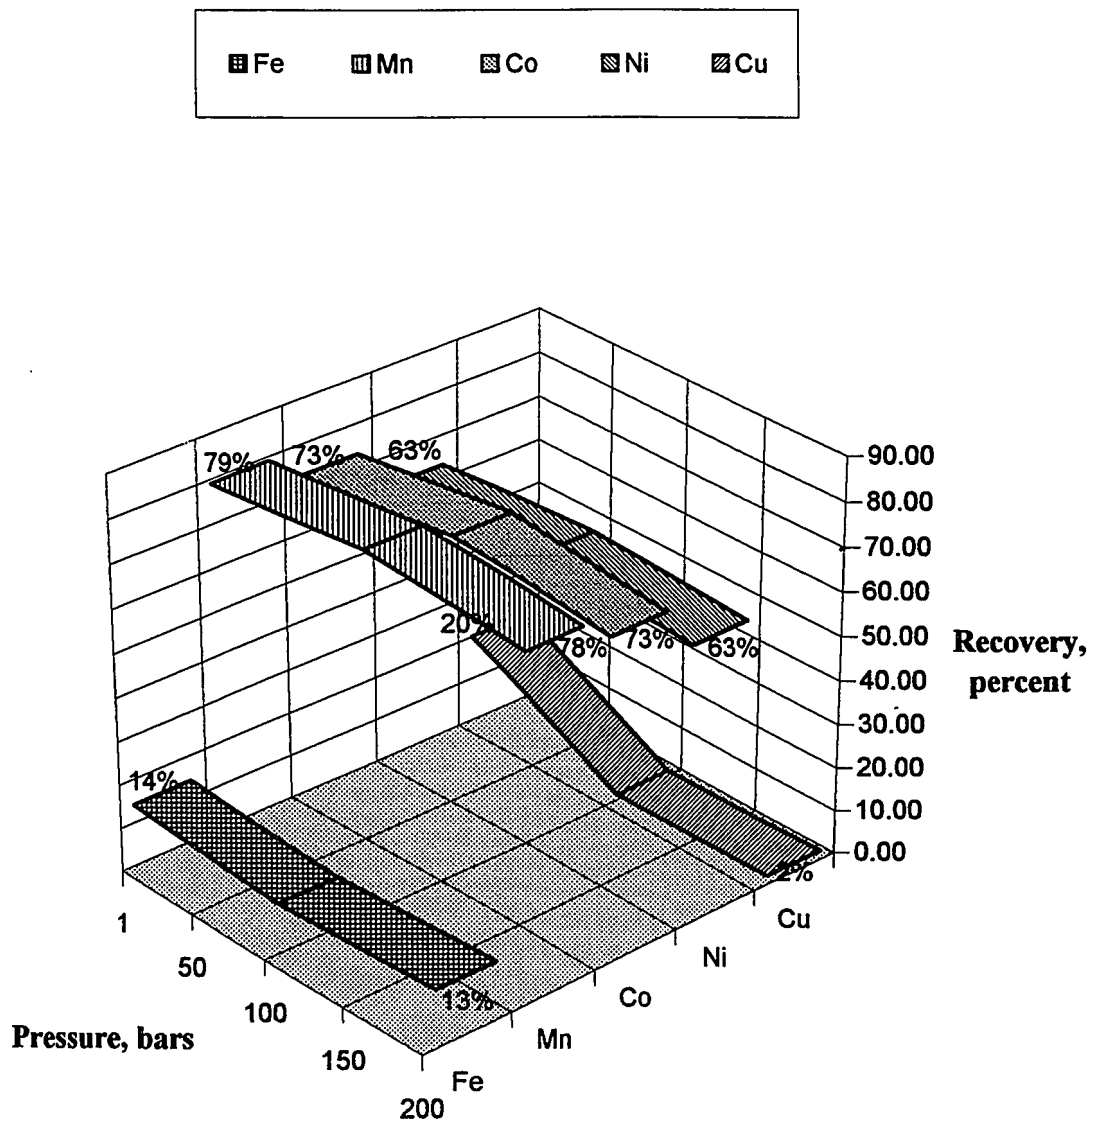 Fe Mn Co Ni Cu
79% 73% 63%
90.00
80.00
70.00
60.00
50.00
40.00
30.00
20.00
10.00
0.00
Recovery,
percent
20% 78% 73% 63%
14%
2%
13%
1
50
100
150
200
Pressure, bars
Fe
Mn
Co
Ni
Cu